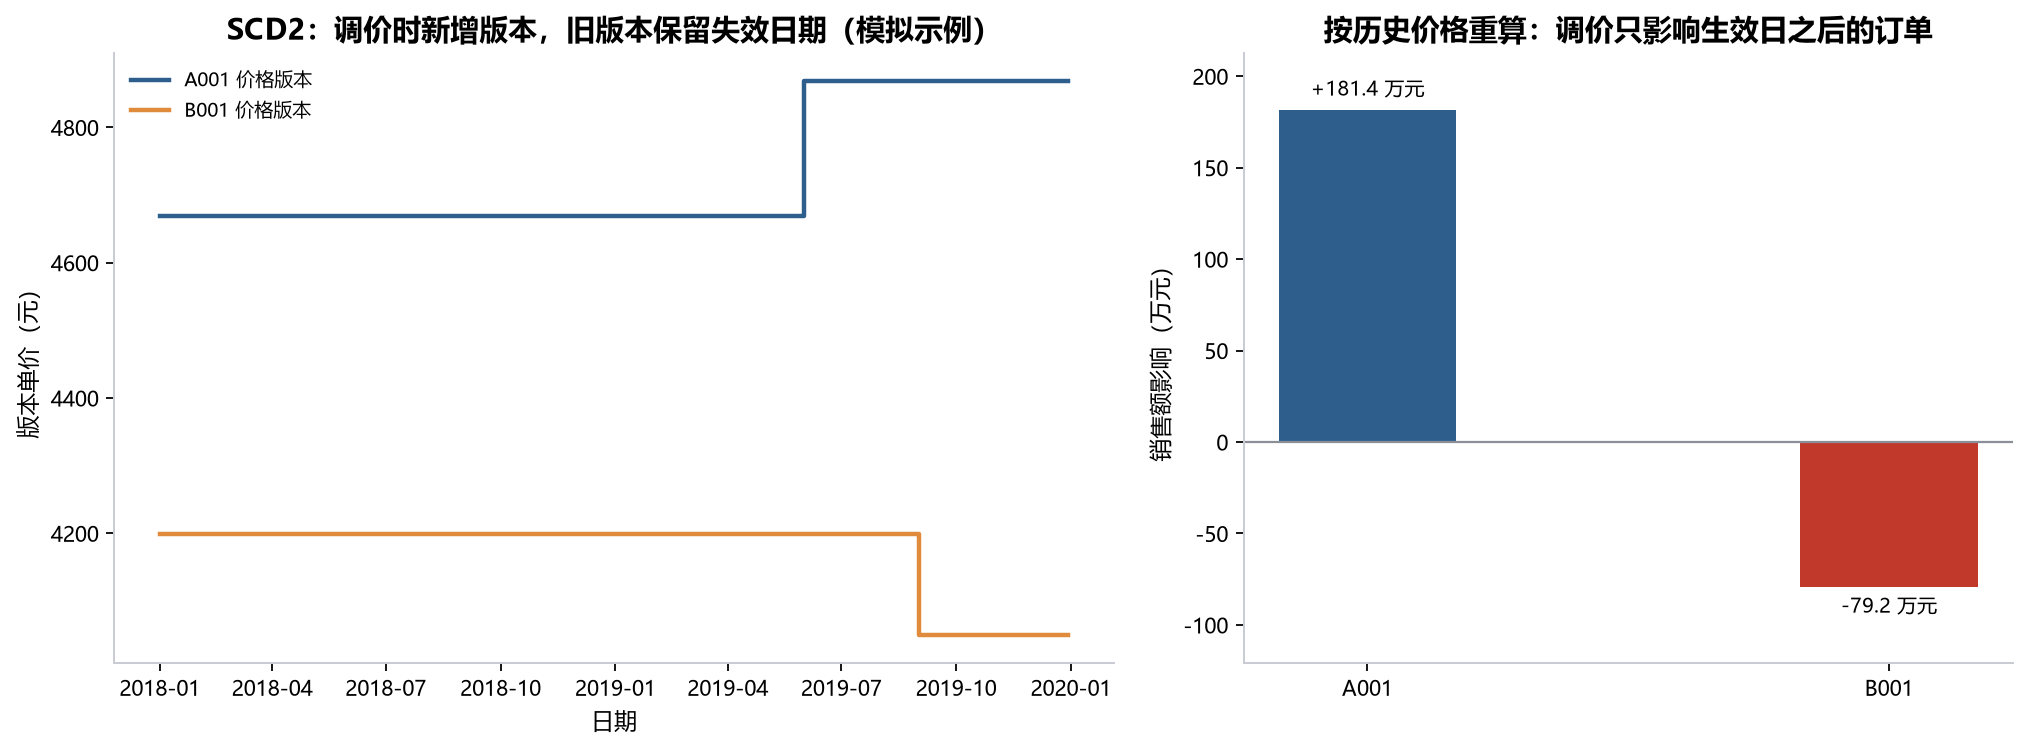 SCD2：调价时新增版本，旧版本保留失效日期（模拟示例）
A001 价格版本
B001 价格版本
版本单价（元）
4800
4600
4400
4200
2018-01
2018-04
2018-07
2018-10
2019-01
2019-04
2019-07
2019-10
2020-01
日期
按历史价格重算：调价只影响生效日之后的订单
销售额影响（万元）
200
150
100
50
0
-50
-100
+181.4 万元
-79.2 万元
A001
B001